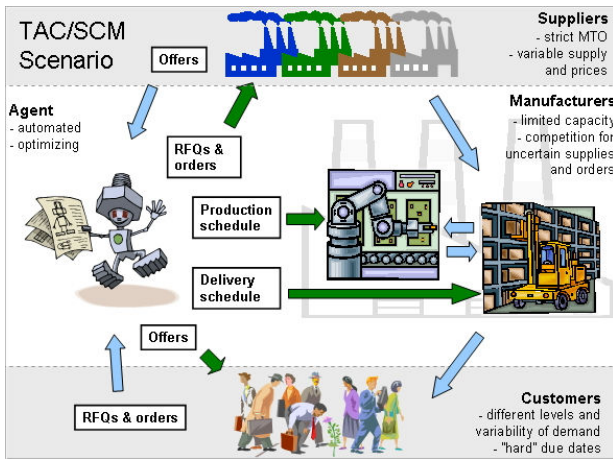 TAC/SCM
Scenario
Offers
Suppliers
- strict MTO
- variable supply
and prices
Agent
- automated
- optimizing
RFQs &
orders
Manufacturers
- limited capacity
- competition for
uncertain supplies
and orders
Production
schedule
Delivery
schedule
Offers
RFQs & orders
Customers
- different levels and
variability of demand
- "hard" due dates